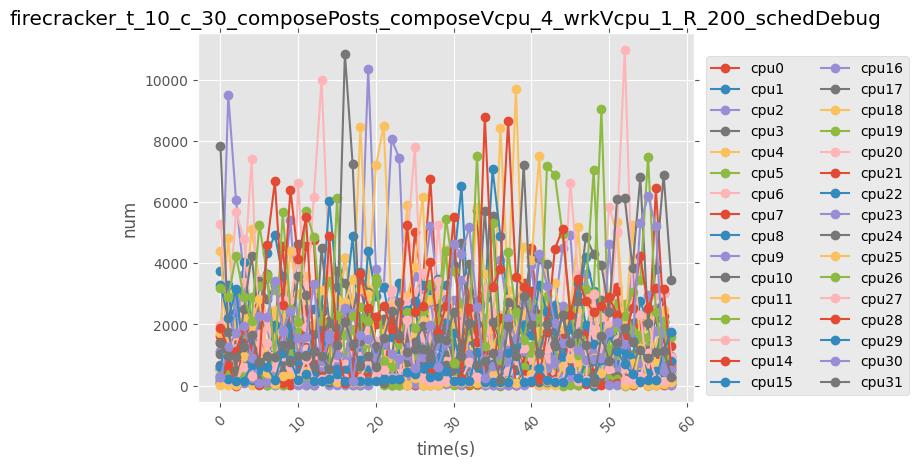 firecracker_t_10_c_30_composePosts_composeVcpu_4_wrkVcpu_1_R_200_schedDebug
num
10000
8000
6000
4000
2000
0
0
10
20
30
40
50
60
time(s)
cpu0
cpu1
cpu2
cpu3
cpu4
cpu5
cpu6
cpu7
cpu8
cpu9
cpu10
cpu11
cpu12
cpu13
cpu14
cpu15
cpu16
cpu17
cpu18
cpu19
cpu20
cpu21
cpu22
cpu23
cpu24
cpu25
cpu26
cpu27
cpu28
cpu29
cpu30
cpu31